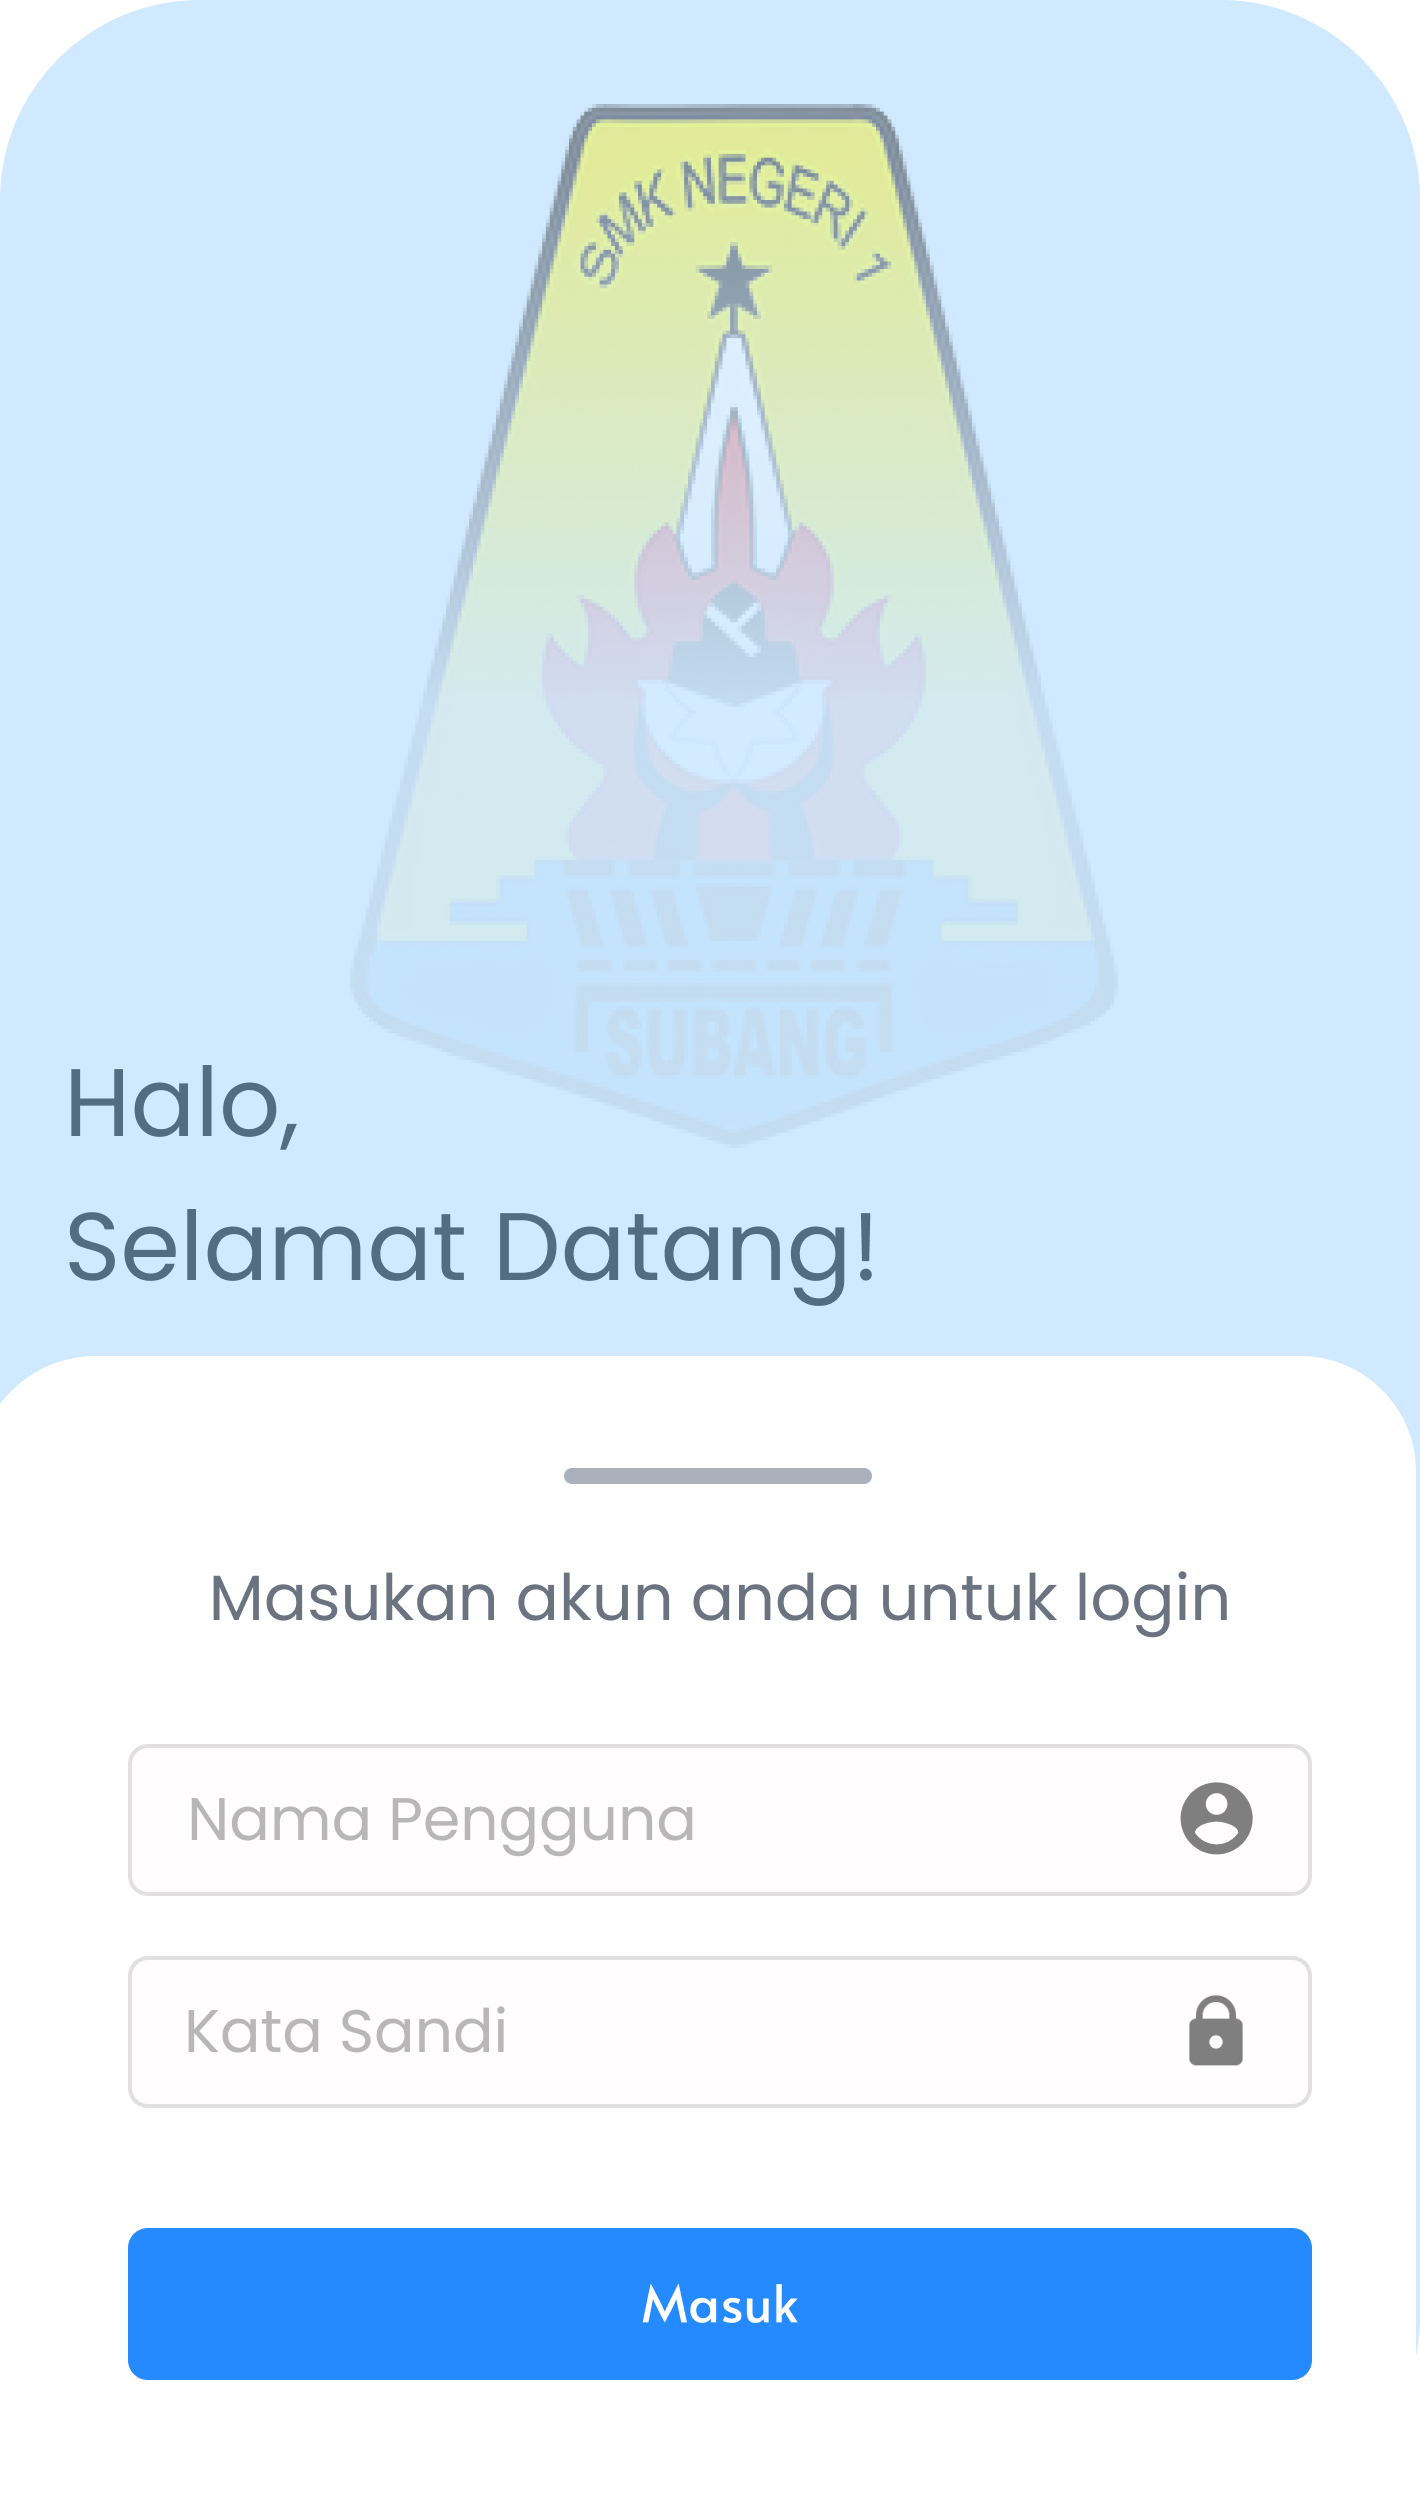 SMK NEGERI 1
SUBANG
Halo,
Selamat Datang!
Masukan akun anda untuk login
Nama Pengguna
Kata Sandi
Masuk